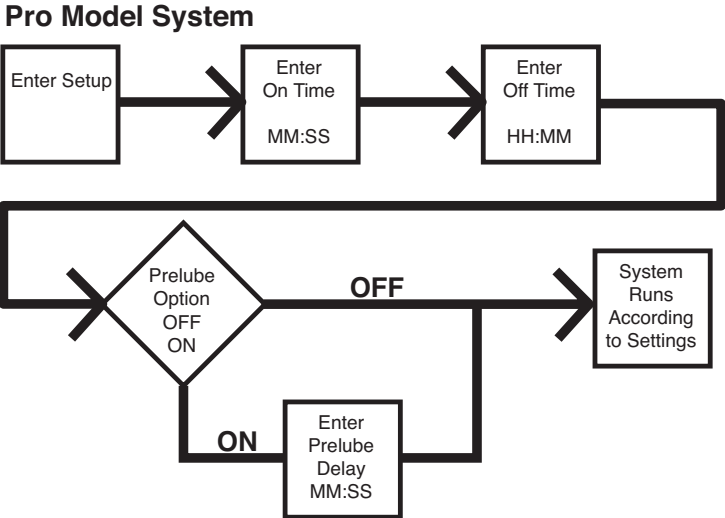 Pro Model System
Enter Setup
Enter
On Time
MM:SS
Enter
Off Time
HH:MM
Prelube
Option
OFF
ON
OFF
System
Runs
According
to Settings
ON
Enter
Prelube
Delay
MM:SS